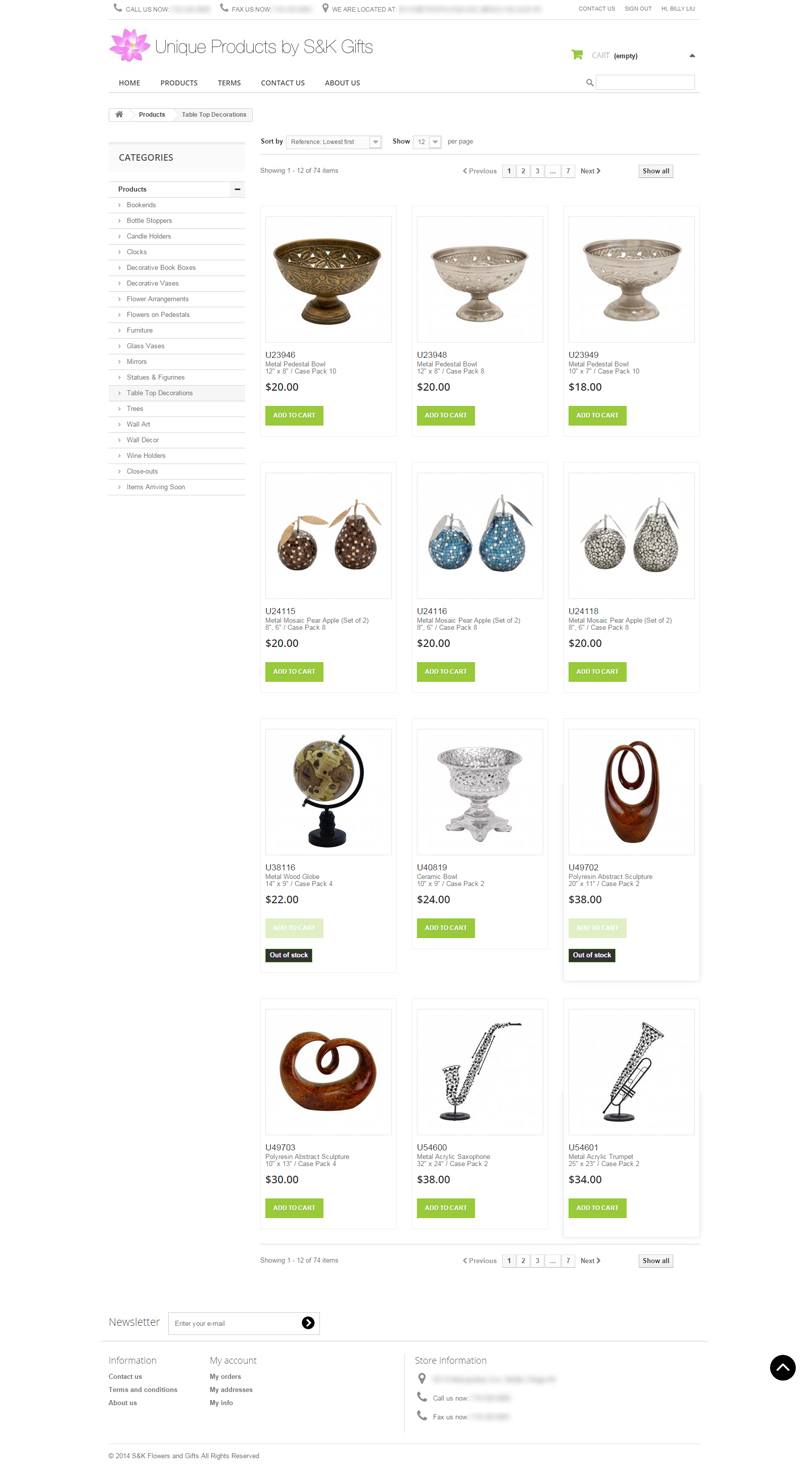 CALL US NOW:
FAX US NOW:
WE ARE LOCATED AT
CONTACT US
SIGN OUT
HI, BILLY LIU
Unique Products by S&K Gifts
CART (empty)
HOME
PRODUCTS
TERMS
CONTACT US
ABOUT US
Products
Table Top Decorations
CATEGORIES
Products
Bookends
Bottle Stoppers
Candle Holders
Clocks
Decorative Book Boxes
Decorative Vases
Flower Arrangements
Flowers on Pedestals
Furniture
Glass Vases
Mirrors
Statues & Figurines
Table Top Decorations
Trees
Wall Art
Wall Decor
Wine Holders
Close-outs
Items Arriving Soon
Sort by Reference: Lowest first Show 12 per page
Showing 1 - 12 of 74 items
Previous 1 2 3 ... 7 Next Show all
U23946
Metal Pedestal Bowl
12" x 8" / Case Pack 10
$20.00
ADD TO CART
U23948
Metal Pedestal Bowl
12" x 8" / Case Pack 8
$20.00
ADD TO CART
U23949
Metal Pedestal Bowl
10" x 7" / Case Pack 10
$18.00
ADD TO CART
U24115
Metal Mosaic Pear Apple (Set of 2)
8", 6" / Case Pack 8
$20.00
ADD TO CART
U24116
Metal Mosaic Pear Apple (Set of 2)
8", 6" / Case Pack 8
$20.00
ADD TO CART
U24118
Metal Mosaic Pear Apple (Set of 2)
8", 6" / Case Pack 8
$20.00
ADD TO CART
U38116
Metal Wood Globe
14" x 9" / Case Pack 4
$22.00
ADD TO CART
Out of stock
U40819
Ceramic Bowl
10" x 9" / Case Pack 2
$24.00
ADD TO CART
U49702
Polyresin Abstract Sculpture
20" x 11" / Case Pack 2
$38.00
ADD TO CART
Out of stock
U49703
Polyresin Abstract Sculpture
10" x 13" / Case Pack 4
$30.00
ADD TO CART
U54600
Metal Acrylic Saxophone
32" x 24" / Case Pack 2
$38.00
ADD TO CART
U54601
Metal Acrylic Trumpet
25" x 23" / Case Pack 2
$34.00
ADD TO CART
Showing 1 - 12 of 74 items
Previous 1 2 3 ... 7 Next Show all
Newsletter
Enter your e-mail
Information
Contact us
Terms and conditions
About us
My account
My orders
My addresses
My info
Store Information
Call us now:
Fax us now:
© 2014 S&K Flowers and Gifts All Rights Reserved